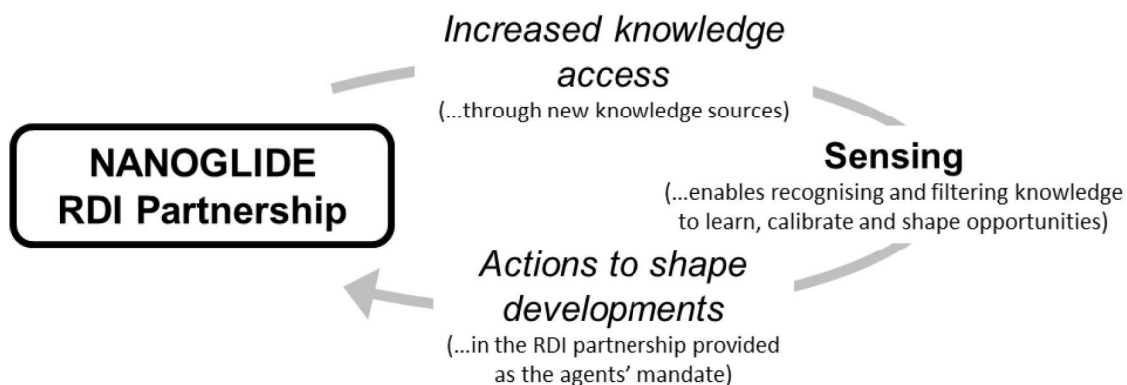 Increased knowledge
access
(...through new knowledge sources)
NANOGLIDE
RDI Partnership
Sensing
(...enables recognising and filtering knowledge
to learn, calibrate and shape opportunities)
Actions to shape
developments
(...in the RDI partnership provided
as the agents’ mandate)